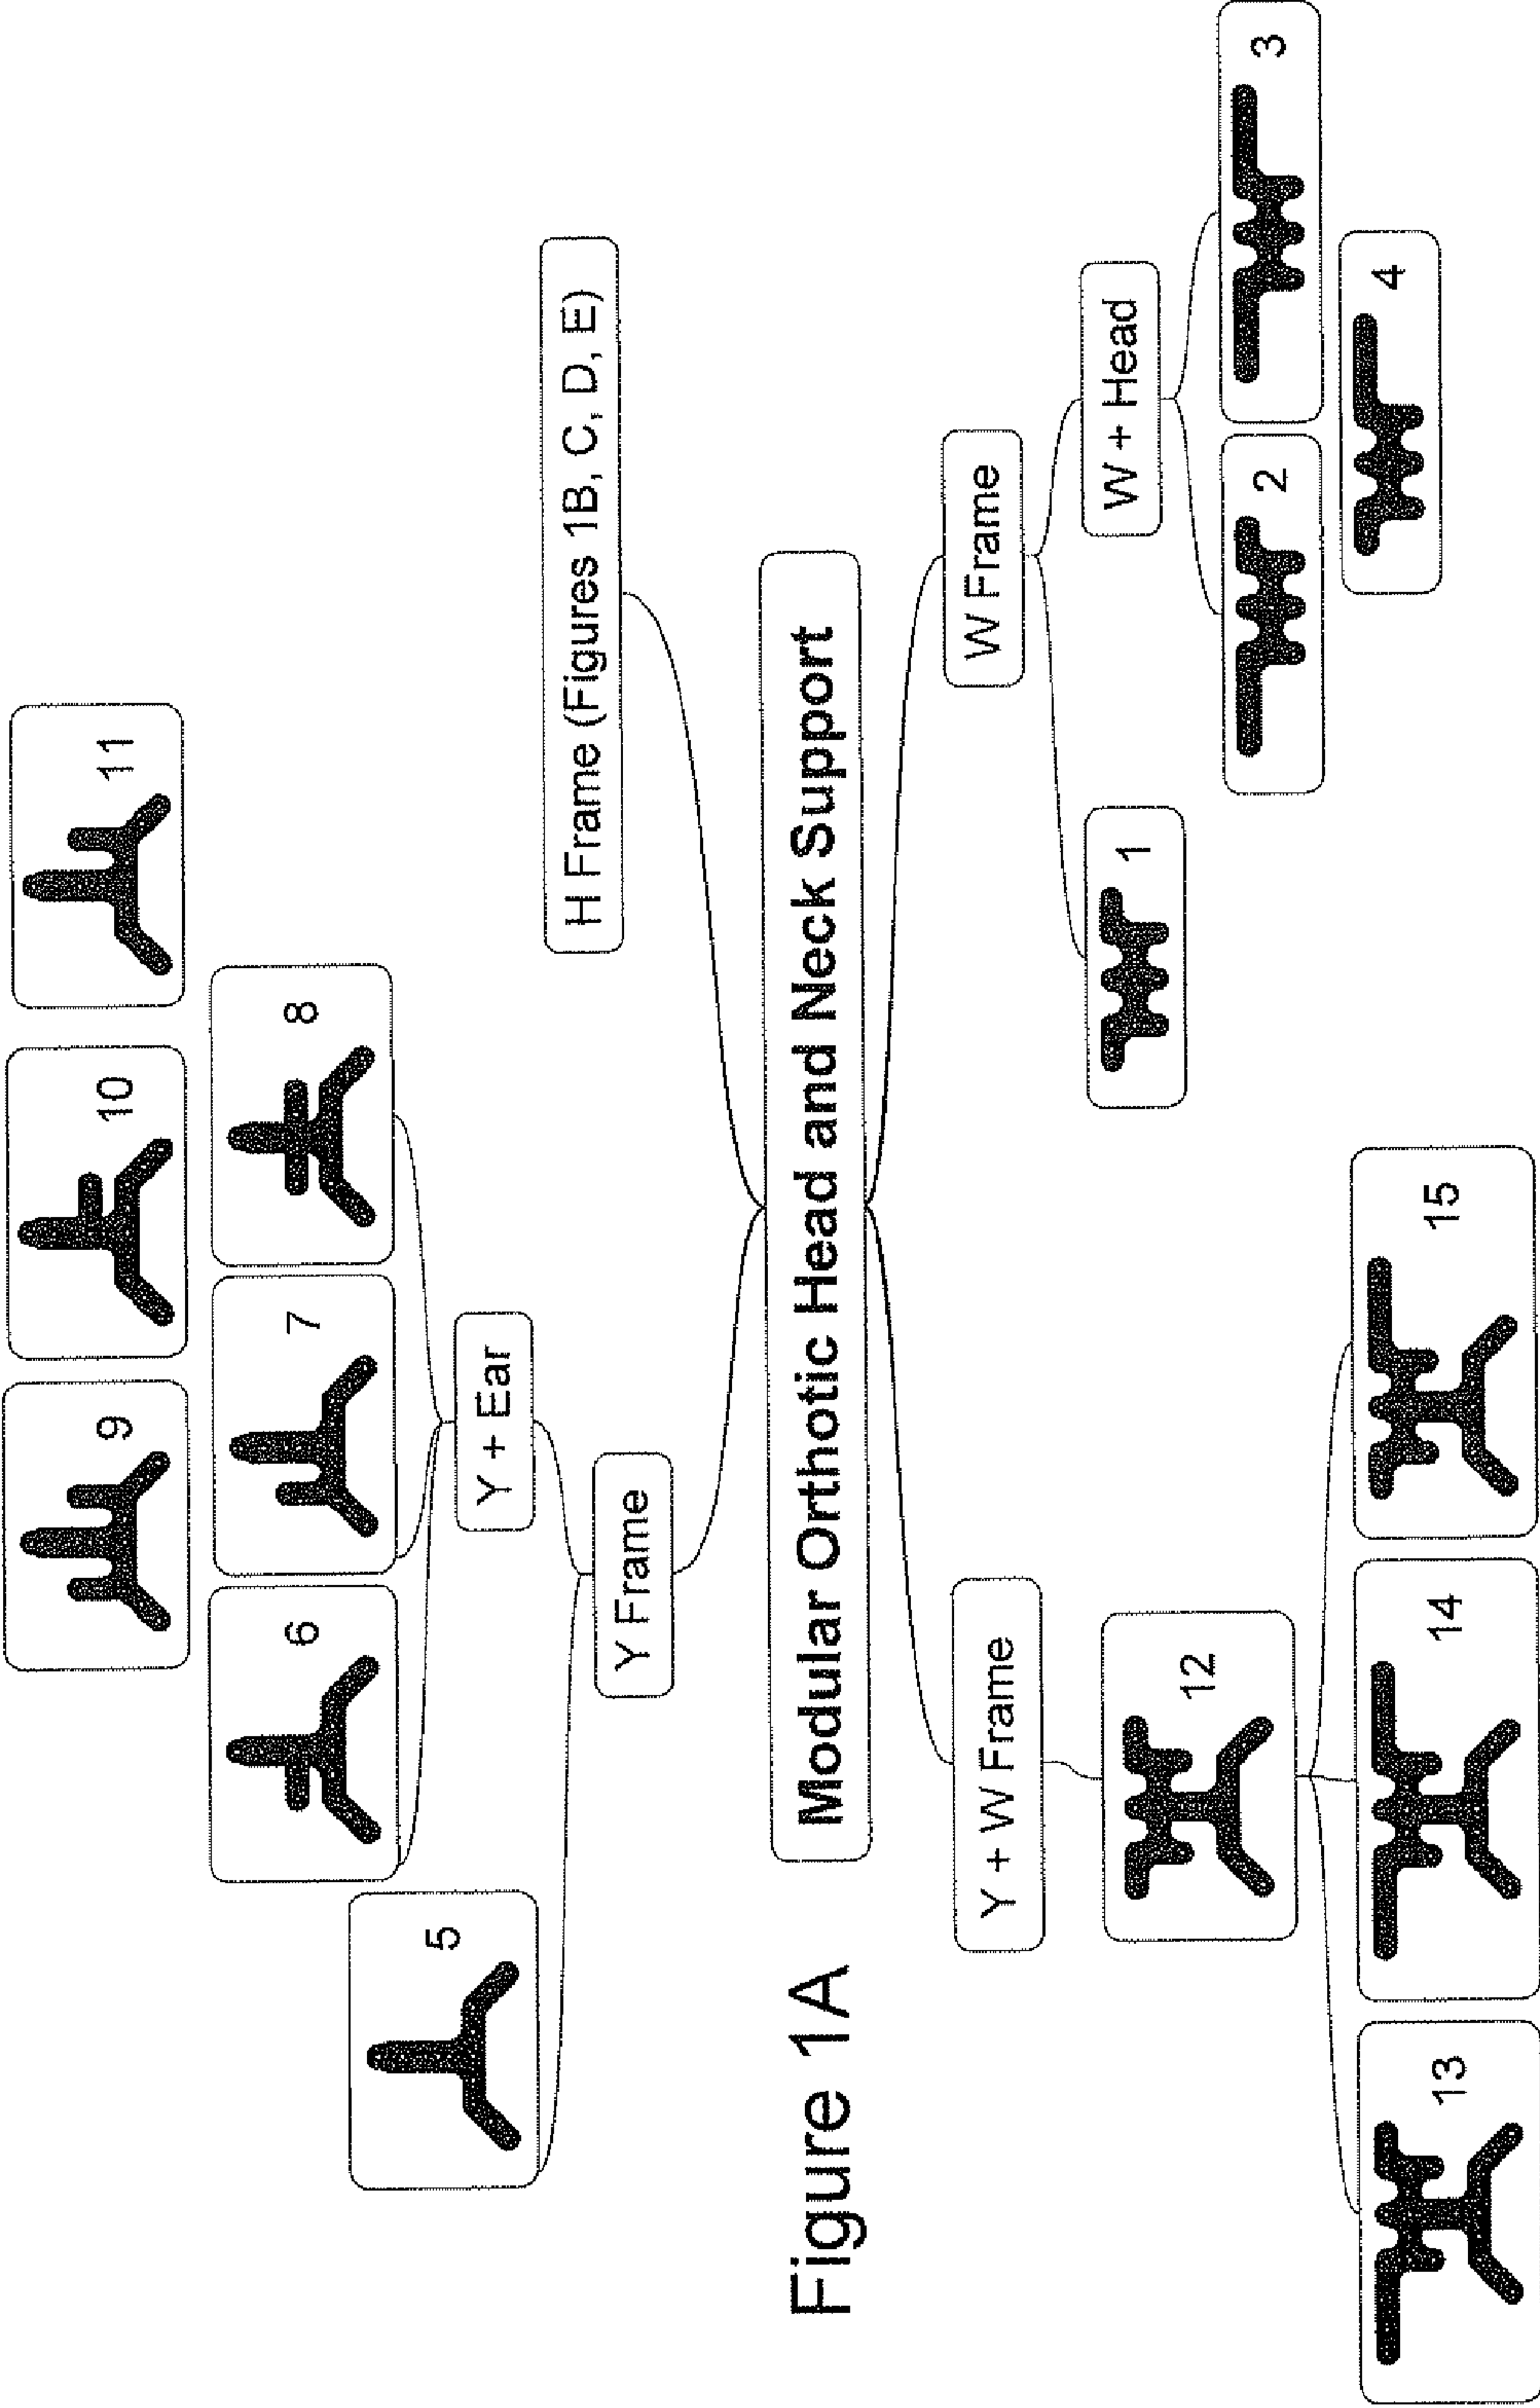 9
10
11
5
6
7
8
Y + Ear
Y Frame
H Frame (Figures 1B, C, D, E)
Figure 1A
Modular Orthotic Head and Neck Support
Y + W Frame
W Frame
12
1
W + Head
13
14
15
2
3
4